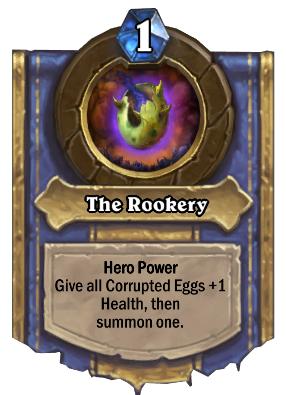 1
The Rookery
Hero Power
Give all Corrupted Eggs +1
Health, then
summon one.